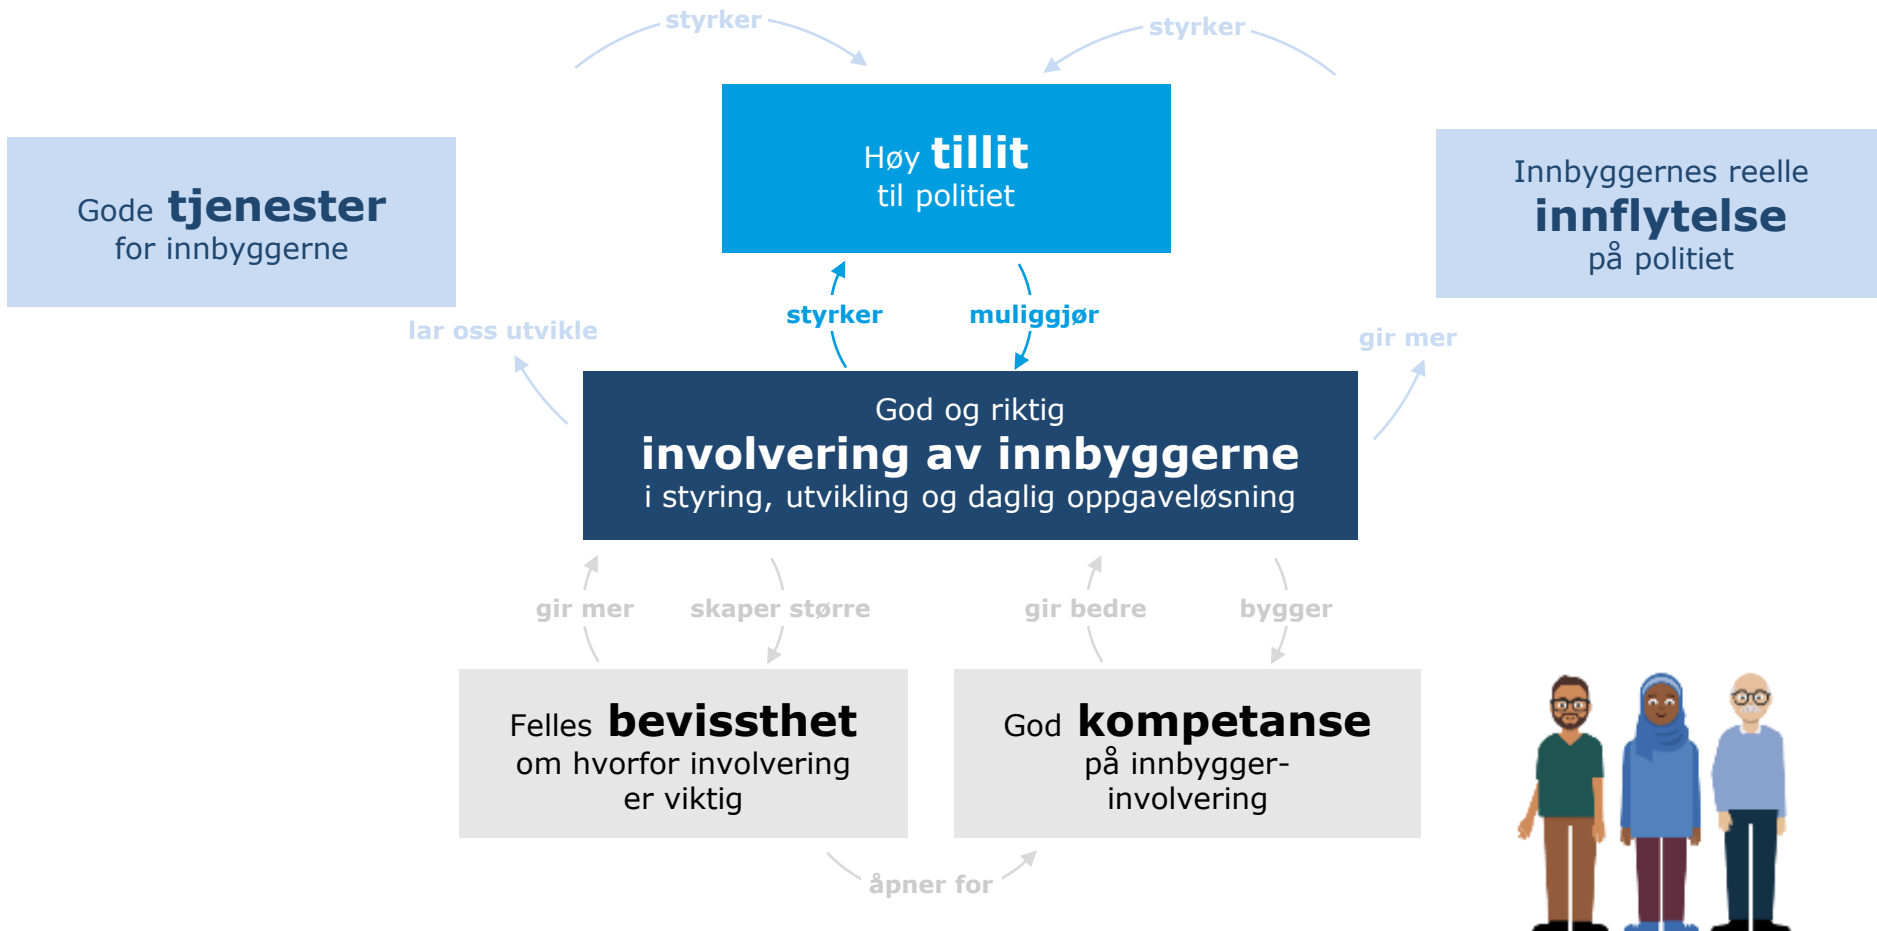 styrker
styrker
Høy tillit
til politiet
Gode tjenester
for innbyggerne
Innbyggernes reelle
innflytelse
på politiet
styrker
muliggjør
lar oss utvikle
gir mer
God og riktig
involvering av innbyggerne
i styring, utvikling og daglig oppgaveløsning
gir mer
skaper større
gir bedre
bygger
Felles bevissthet
om hvorfor involvering
er viktig
God kompetanse
på innbygger-
involvering
åpner for